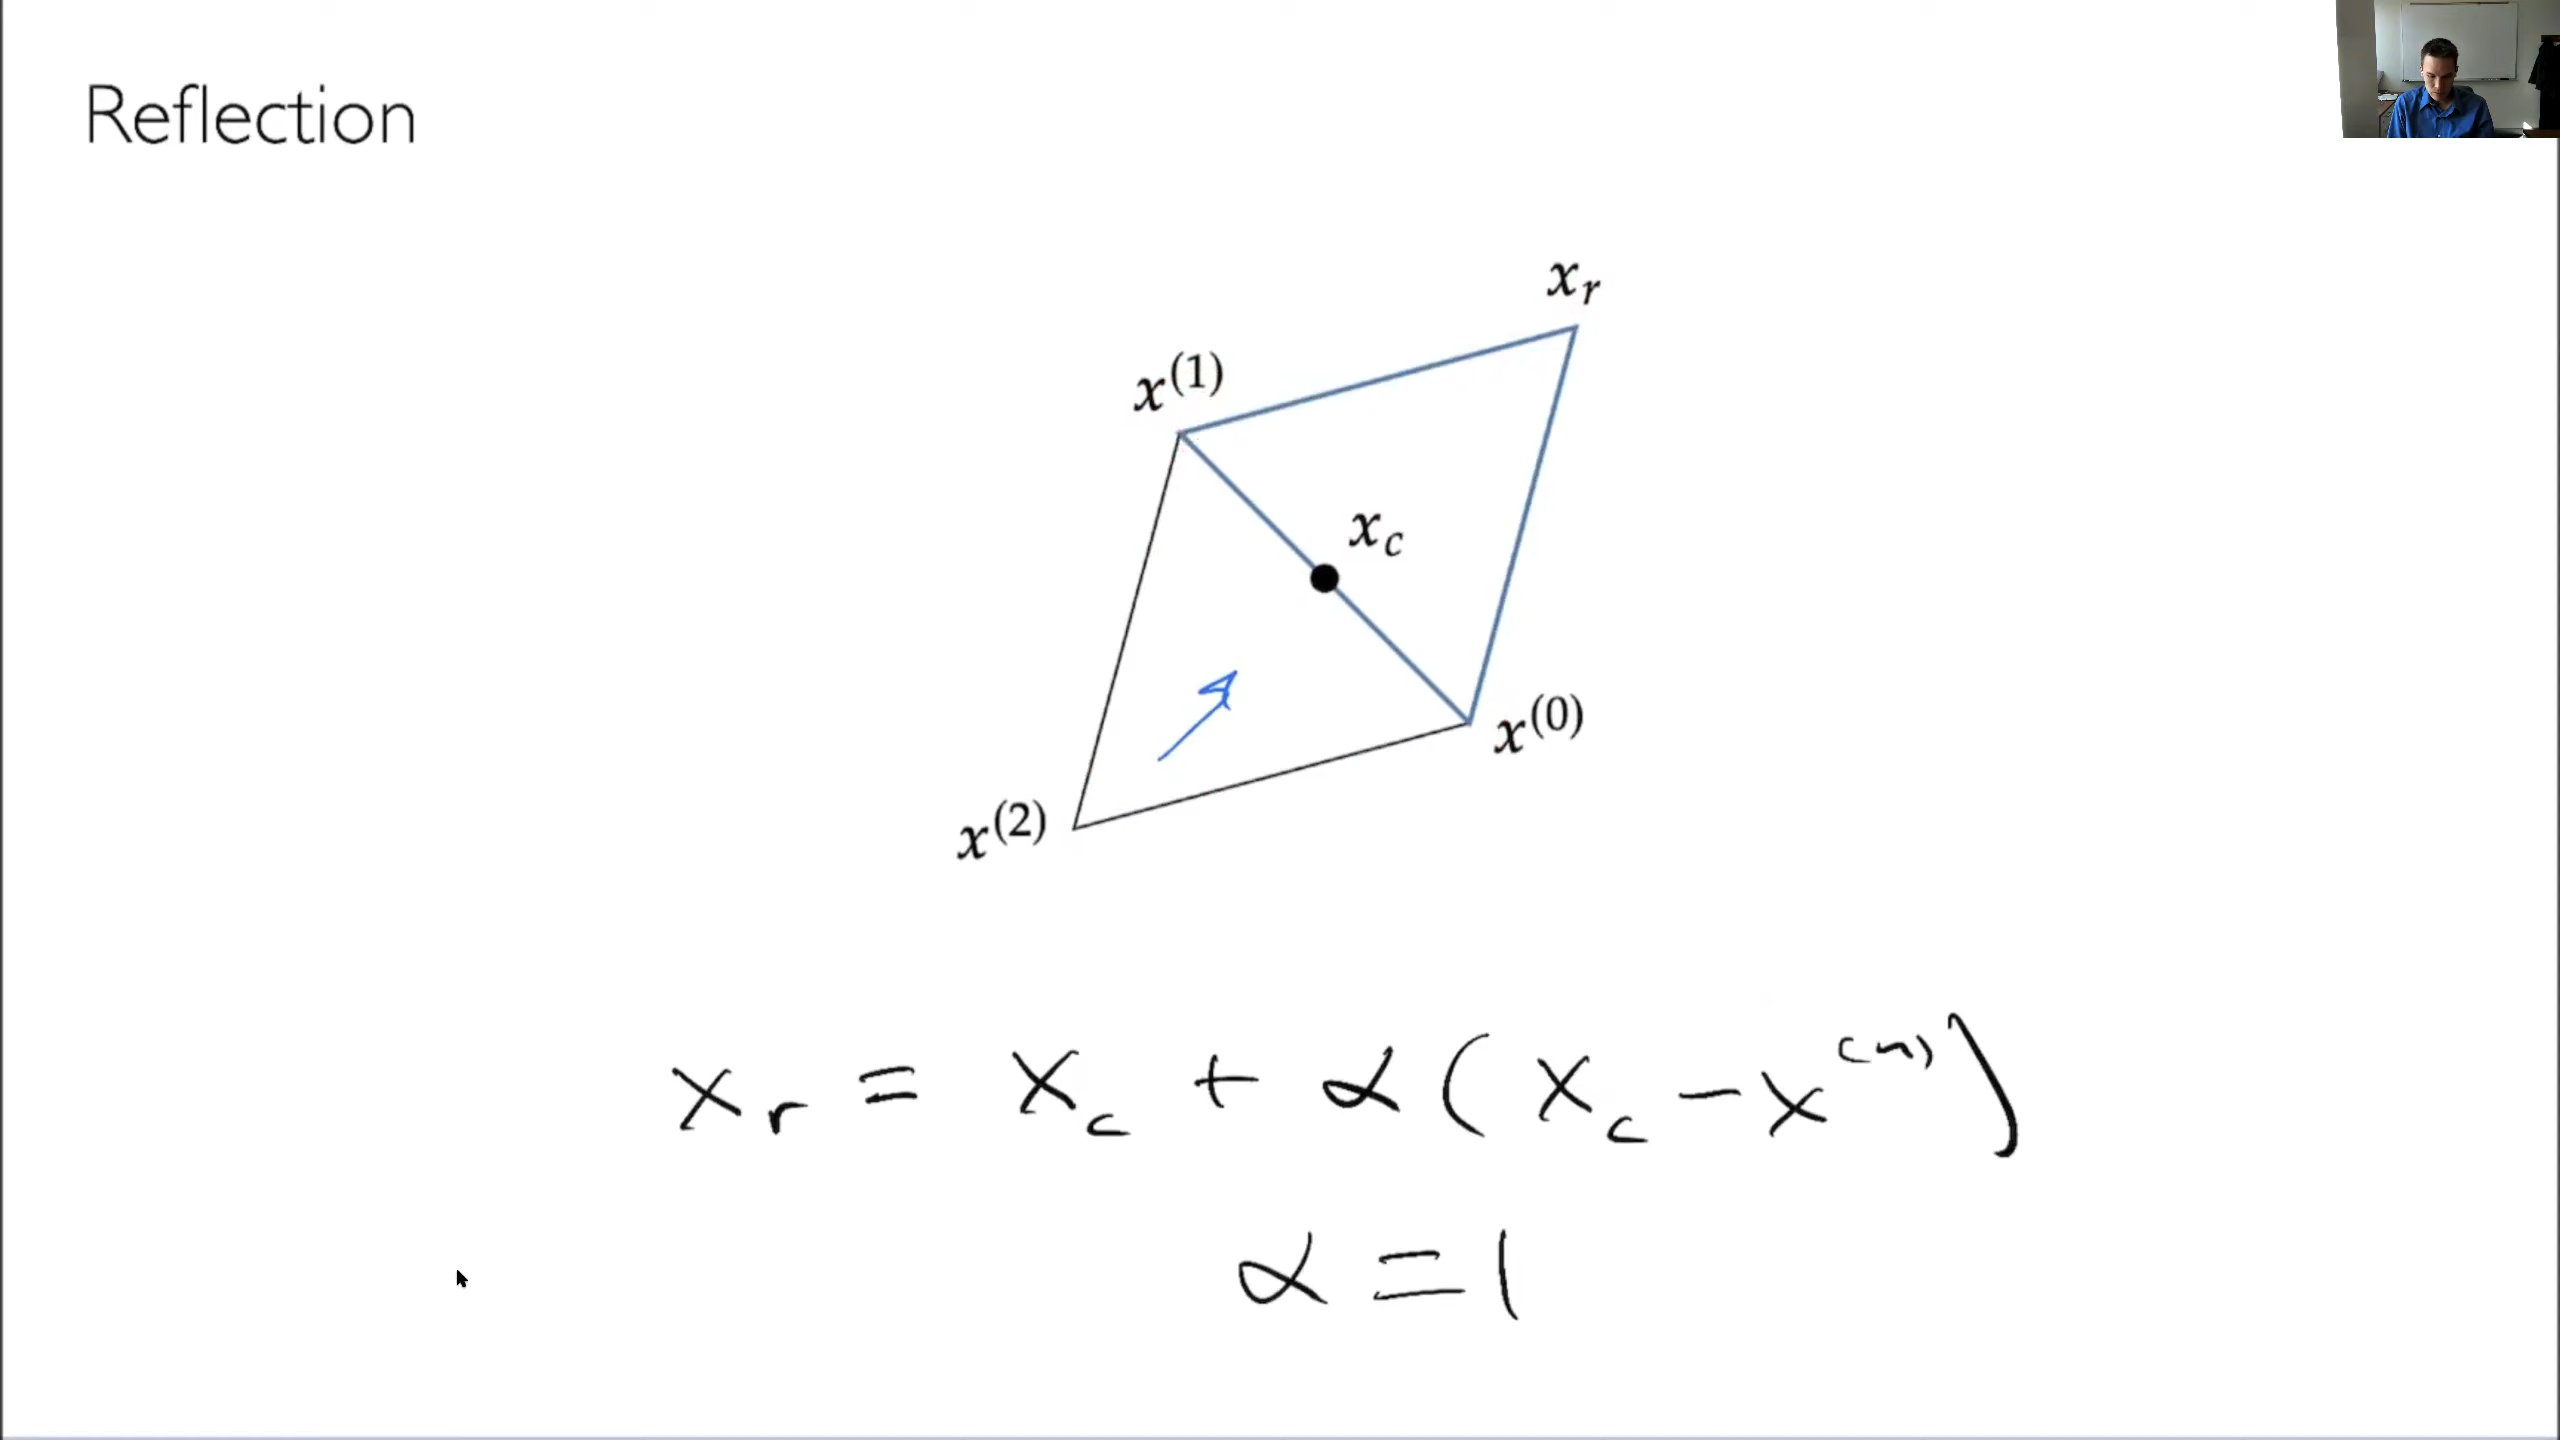 Reflection
x_r
x^(1)
x_c
x^(0)
x^(2)
x_r = x_c + α(x_c − x^(n))
α = 1